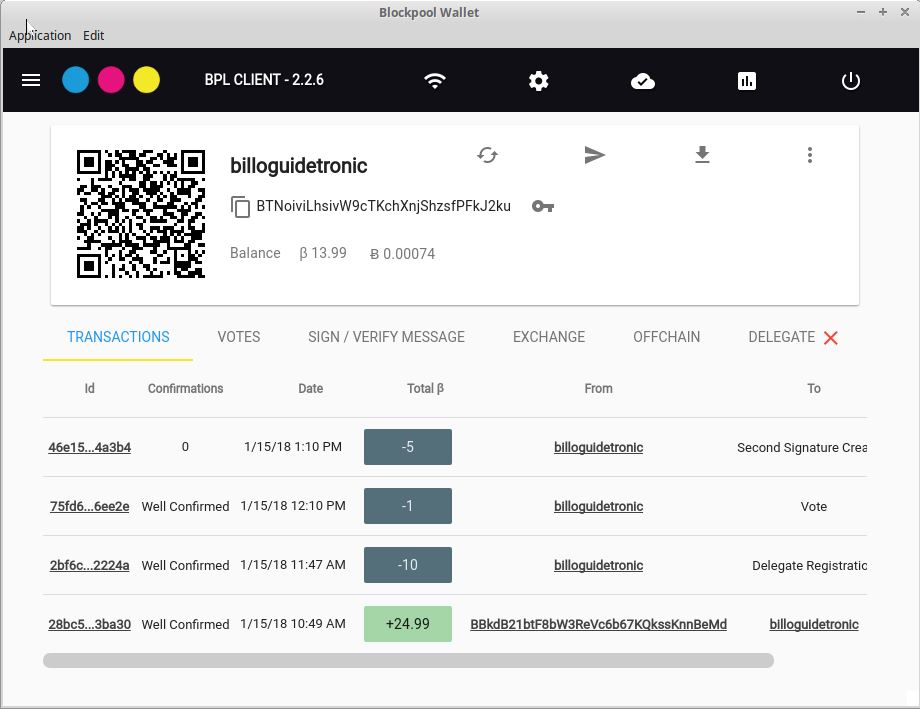 Blockpool Wallet
Application Edit
BPL CLIENT - 2.2.6
billoguidetronic
BTNoiviLhsivW9cTKchXnjShzsfPFkJ2ku
Balance β 13.99 Ƀ 0.00074
TRANSACTIONS VOTES SIGN / VERIFY MESSAGE EXCHANGE OFFCHAIN DELEGATE
Id Confirmations Date Total β From To
46e15...4a3b4 0 1/15/18 1:10 PM -5 billoguidetronic Second Signature Crea
75fd6...6ee2e Well Confirmed 1/15/18 12:10 PM -1 billoguidetronic Vote
2bf6c...2224a Well Confirmed 1/15/18 11:47 AM -10 billoguidetronic Delegate Registratio
28bc5...3ba30 Well Confirmed 1/15/18 10:49 AM +24.99 BBkdB21btF8bW3ReVc6b67KQkssKnnBeMd billoguidetronic